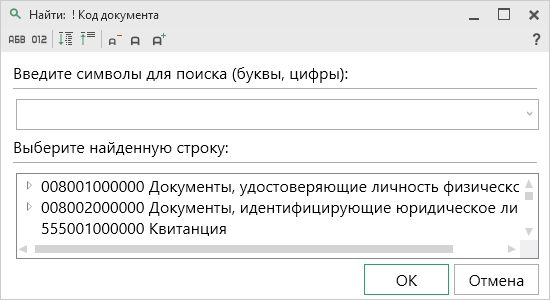 Найти: ! Код документа
АБВ 012 а− а а+ ?
Введите символы для поиска (буквы, цифры):
Выберите найденную строку:
008001000000 Документы, удостоверяющие личность физическо
008002000000 Документы, идентифицирующие юридическое ли
555001000000 Квитанция
ОК Отмена